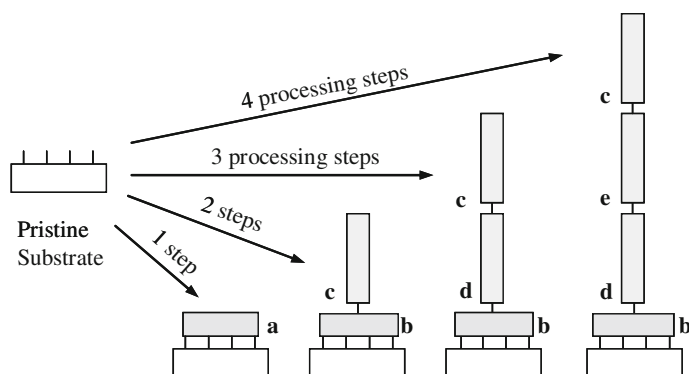 4 processing steps
c
3 processing steps
c
e
2 steps
Pristine
Substrate
1 step
c
d
d
a
b
b
b